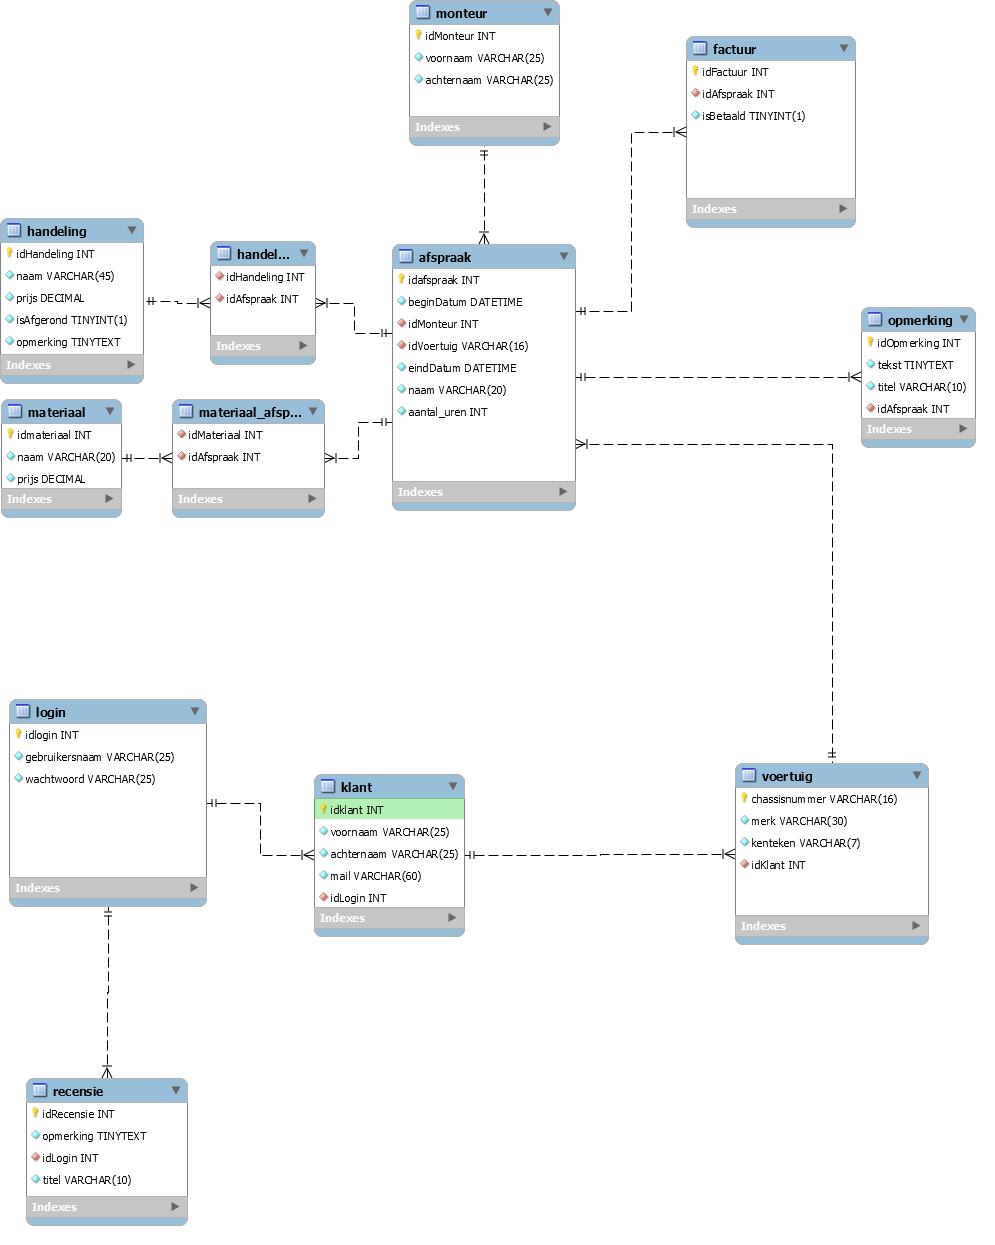 monteur
idMonteur INT
voornaam VARCHAR(25)
achternaam VARCHAR(25)
Indexes
factuur
idFactuur INT
idAfspraak INT
isBetaald TINYINT(1)
Indexes
handeling
idHandeling INT
naam VARCHAR(45)
prijs DECIMAL
isAfgerond TINYINT(1)
opmerking TINYTEXT
Indexes
handel...
idHandeling INT
idAfspraak INT
Indexes
afspraak
idafspraak INT
beginDatum DATETIME
idMonteur INT
idVoertuig VARCHAR(16)
eindDatum DATETIME
naam VARCHAR(20)
aantal_uren INT
Indexes
opmerking
idOpmerking INT
tekst TINYTEXT
titel VARCHAR(10)
idAfspraak INT
Indexes
materiaal
idmateriaal INT
naam VARCHAR(20)
prijs DECIMAL
Indexes
materiaal_afsp...
idMateriaal INT
idAfspraak INT
Indexes
login
idlogin INT
gebruikersnaam VARCHAR(25)
wachtwoord VARCHAR(25)
Indexes
klant
idklant INT
voornaam VARCHAR(25)
achternaam VARCHAR(25)
mail VARCHAR(60)
idLogin INT
Indexes
voertuig
chassisnummer VARCHAR(16)
merk VARCHAR(30)
kenteken VARCHAR(7)
idKlant INT
Indexes
recensie
idRecensie INT
opmerking TINYTEXT
idLogin INT
titel VARCHAR(10)
Indexes